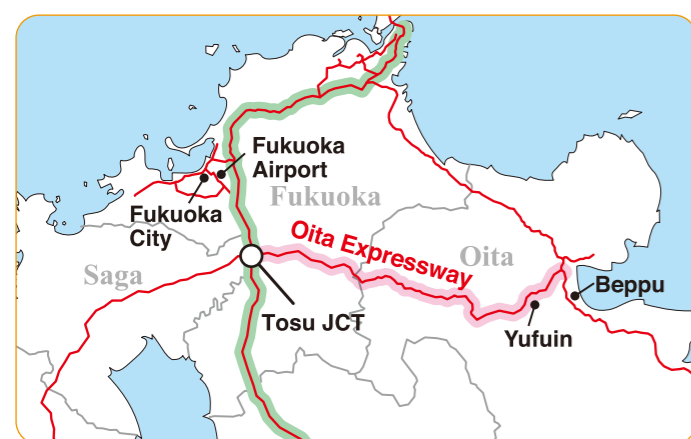 Fukuoka
Airport
Fukuoka
Fukuoka
City
Oita Expressway
Oita
Saga
Beppu
Tosu JCT
Yufuin